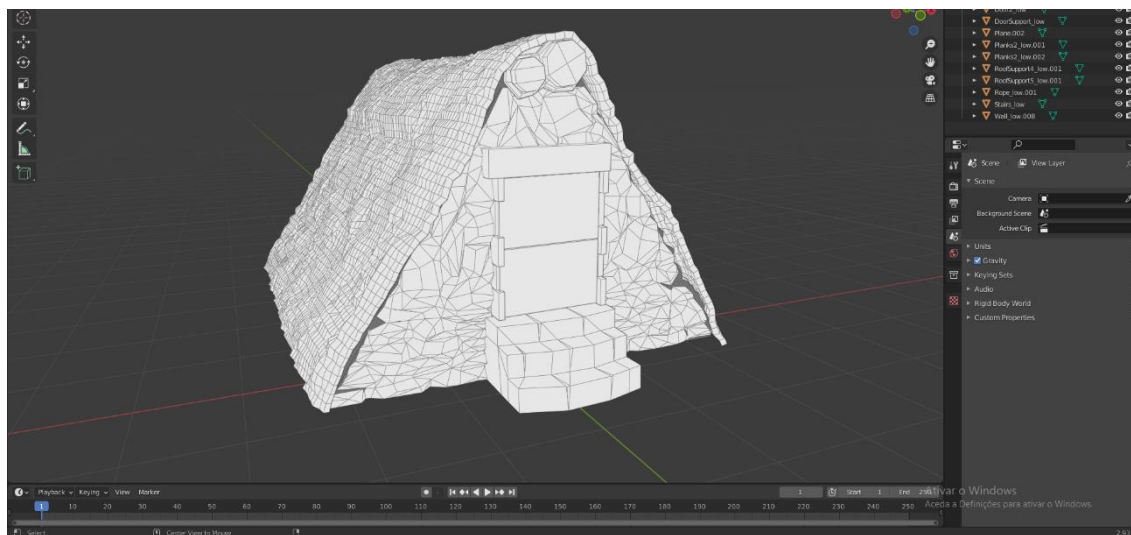 DoorSupport_low
Plane.002
Planks2_low.001
Planks2_low.002
RoofSupport4_low.001
RoofSupport5_low.001
Rope_low.001
Stairs_low
Wall_low.008
Scene View Layer
Scene
Camera
Background Scene
Active Clip
Units
Gravity
Keying Sets
Audio
Rigid Body World
Custom Properties
Playback Keying View Marker 1 Start 1 End 250
1 10 20 30 40 50 60 70 80 90 100 110 120 130 140 150 160 170 180 190 200 210 220 230 240 250
Ativar o Windows
Aceda a Definições para ativar o Windows.
Select Center View to Mouse